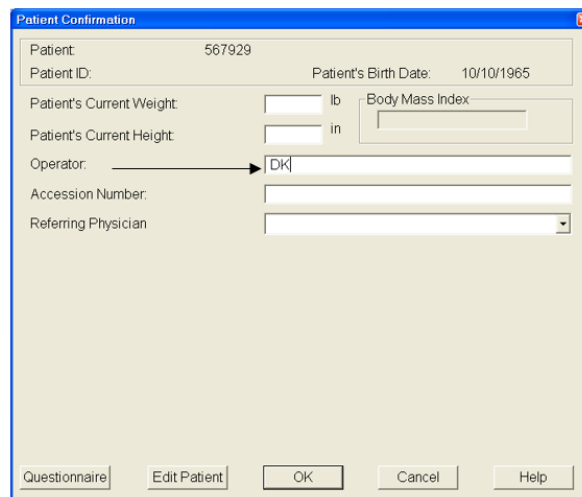 Patient Confirmation
Patient: 567929
Patient ID: Patient's Birth Date: 10/10/1965
Patient's Current Weight: lb Body Mass Index
Patient's Current Height: in
Operator: DK
Accession Number:
Referring Physician
Questionnaire Edit Patient OK Cancel Help